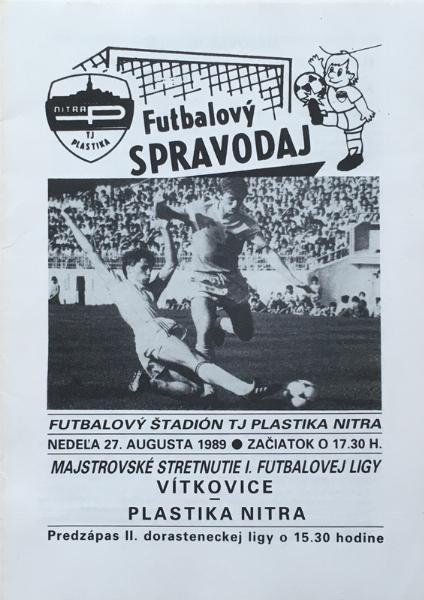 NITRA
TJ
PLASTIKA
Futbalový
SPRAVODAJ
FUTBALOVÝ ŠTADIÓN TJ PLASTIKA NITRA
NEDEĽA 27. AUGUSTA 1989 ● ZAČIATOK O 17.30 H.
MAJSTROVSKÉ STRETNUTIE I. FUTBALOVEJ LIGY
VÍTKOVICE
–
PLASTIKA NITRA
Predzápas II. dorasteneckej ligy o 15.30 hodine